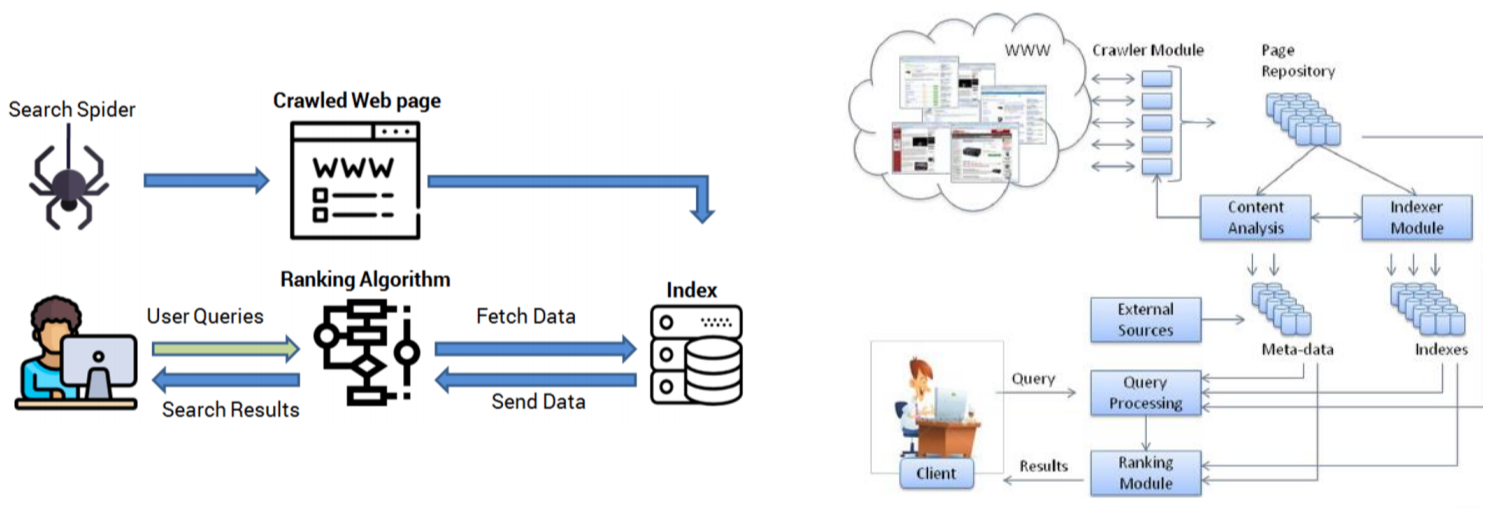 Search Spider
Crawled Web page
WWW
Ranking Algorithm
Index
User Queries
Fetch Data
Search Results
Send Data
WWW
Crawler Module
Page
Repository
Content
Analysis
Indexer
Module
External
Sources
Meta-data
Indexes
Query
Query
Processing
Client
Results
Ranking
Module